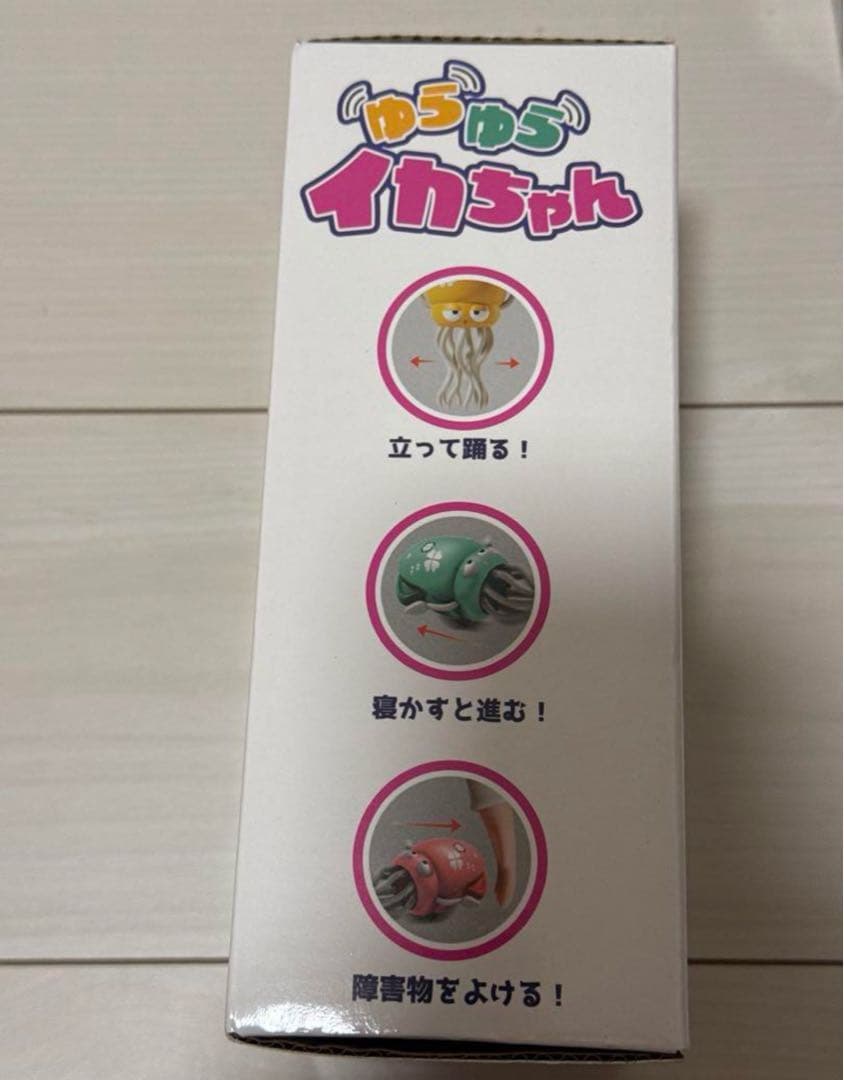 ゆらゆら
イカちゃん
立って踊る！
寝かすと進む！
障害物をよける！